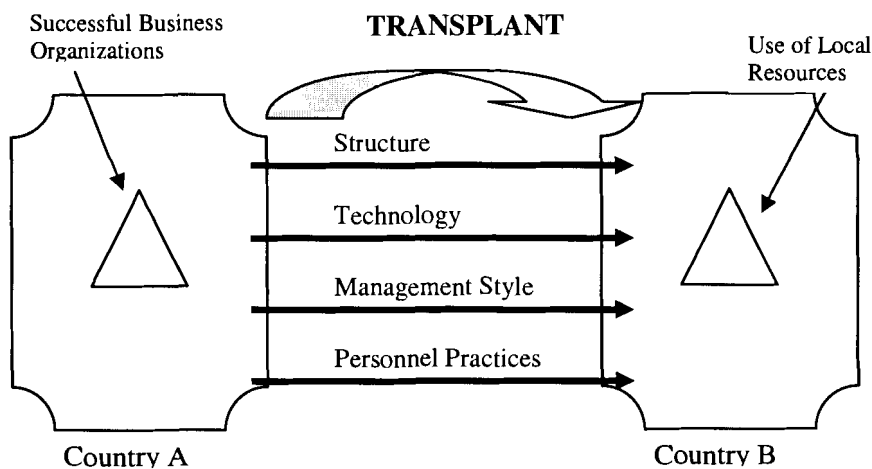 Successful Business
Organizations
TRANSPLANT
Use of Local
Resources
Structure
Technology
Management Style
Personnel Practices
Country A
Country B